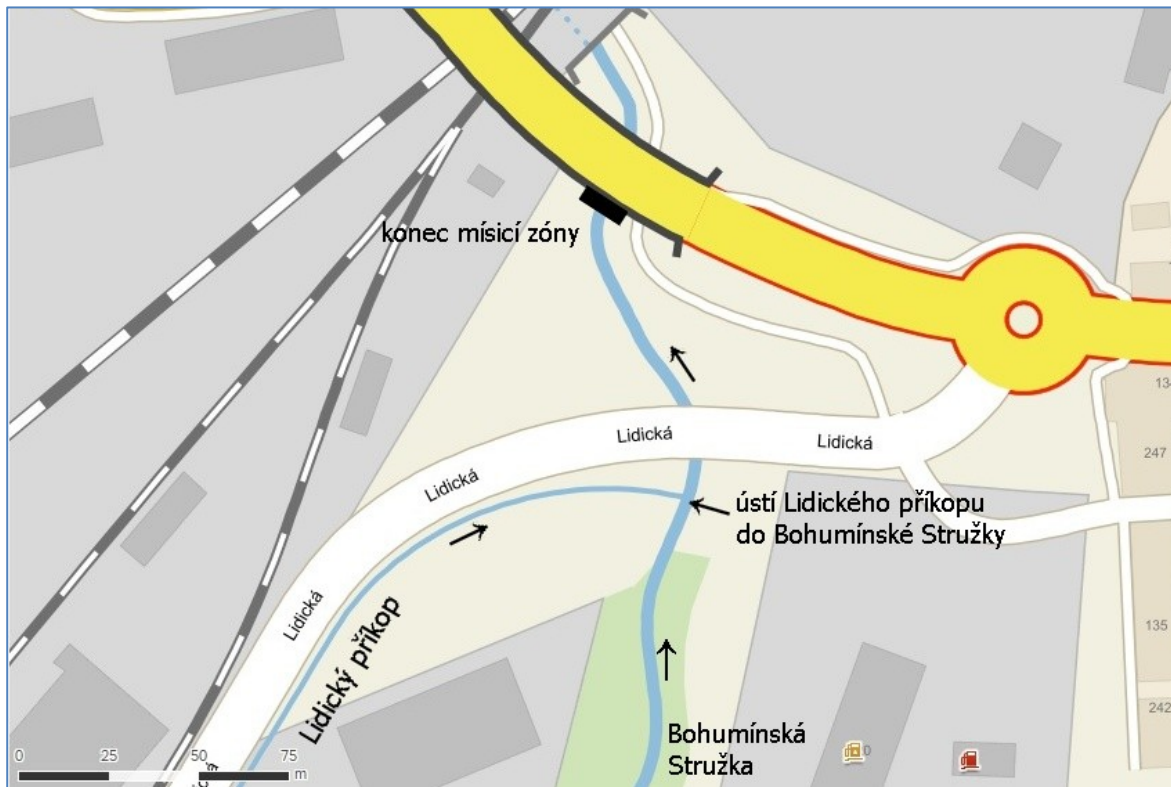 konec mísicí zóny
134
Lidická
Lidická
247
Lidická
ústí Lidického příkopu
do Bohumínské Stružky
Lidická
Lidický příkop
135
242
Bohumínská
Stružka
0 25 50 75
m